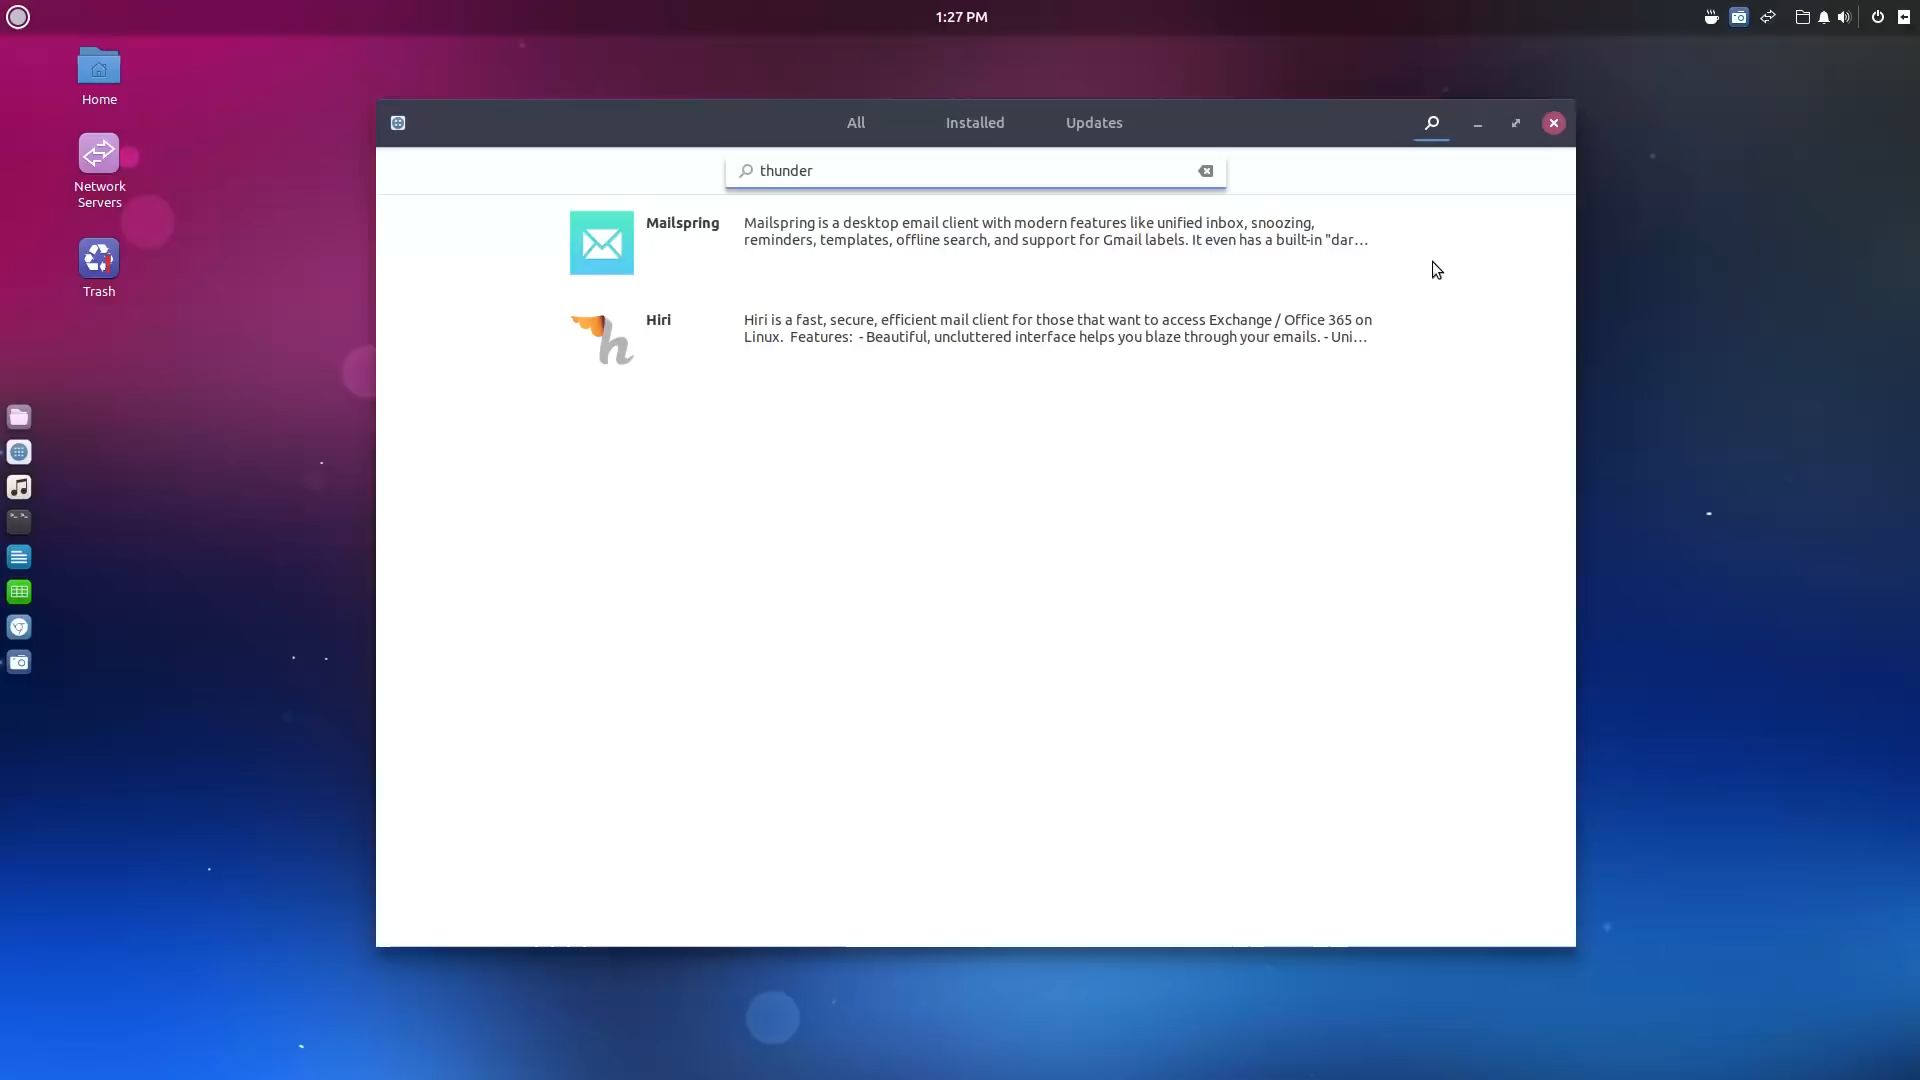 1:27 PM
Home
Network
Servers
Trash
All Installed Updates
thunder
Mailspring
Mailspring is a desktop email client with modern features like unified inbox, snoozing,
reminders, templates, offline search, and support for Gmail labels. It even has a built-in "dar...
Hiri
Hiri is a fast, secure, efficient mail client for those that want to access Exchange / Office 365 on
Linux.  Features:  - Beautiful, uncluttered interface helps you blaze through your emails. - Uni...